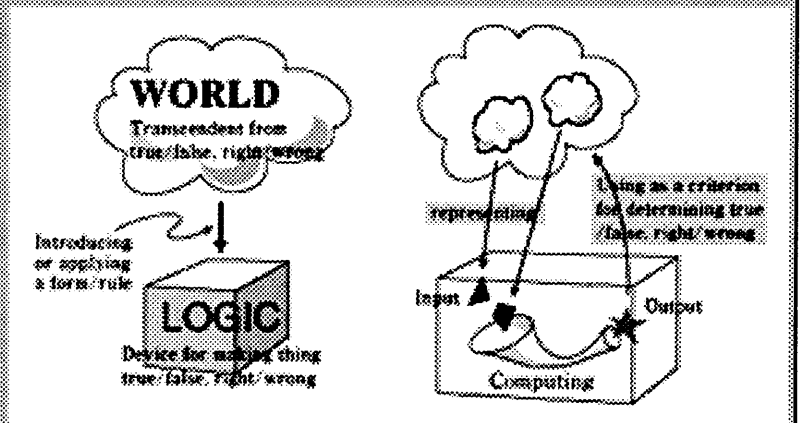 WORLD
Transcendent from
true/false, right/wrong
Introducing
or applying
a form/rule
LOGIC
Device for making thing
true/false, right/wrong
representing
Using as a criterion
for determining true
/false, right/wrong
Input
Output
Computing